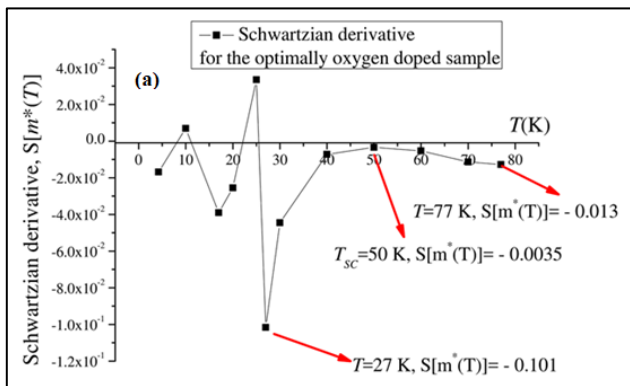 Schwartzian derivative
for the optimally oxygen doped sample
(a)
Schwartzian derivative, S[m*(T)]
4.0x10⁻²
2.0x10⁻²
0.0
-2.0x10⁻²
-4.0x10⁻²
-6.0x10⁻²
-8.0x10⁻²
-1.0x10⁻¹
-1.2x10⁻¹
T(K)
0 10 20 30 40 50 60 70 80
T=77 K, S[m*(T)]= - 0.013
T_SC=50 K, S[m*(T)]= - 0.0035
T=27 K, S[m*(T)]= - 0.101